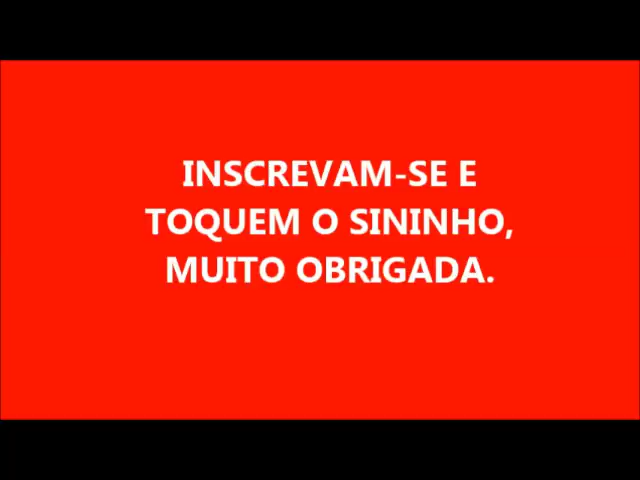 INSCREVAM-SE E
TOQUEM O SININHO,
MUITO OBRIGADA.